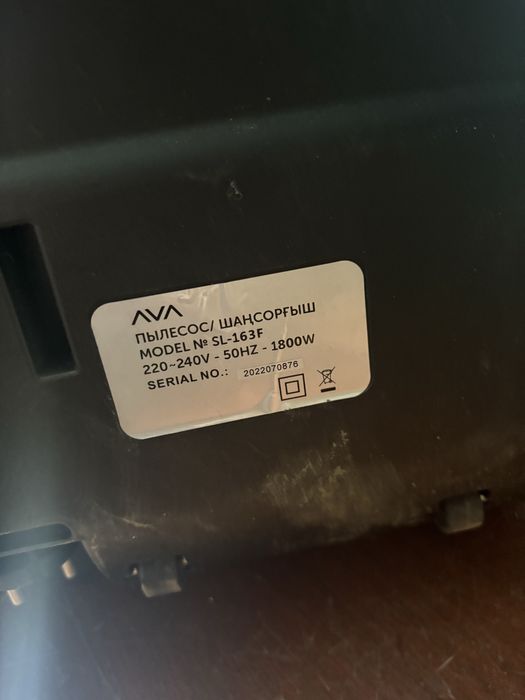 AVA
ПЫЛЕСОС/ ШАҢСОРҒЫШ
MODEL № SL-163F
220~240V - 50HZ - 1800W
SERIAL NO.: 2022070876